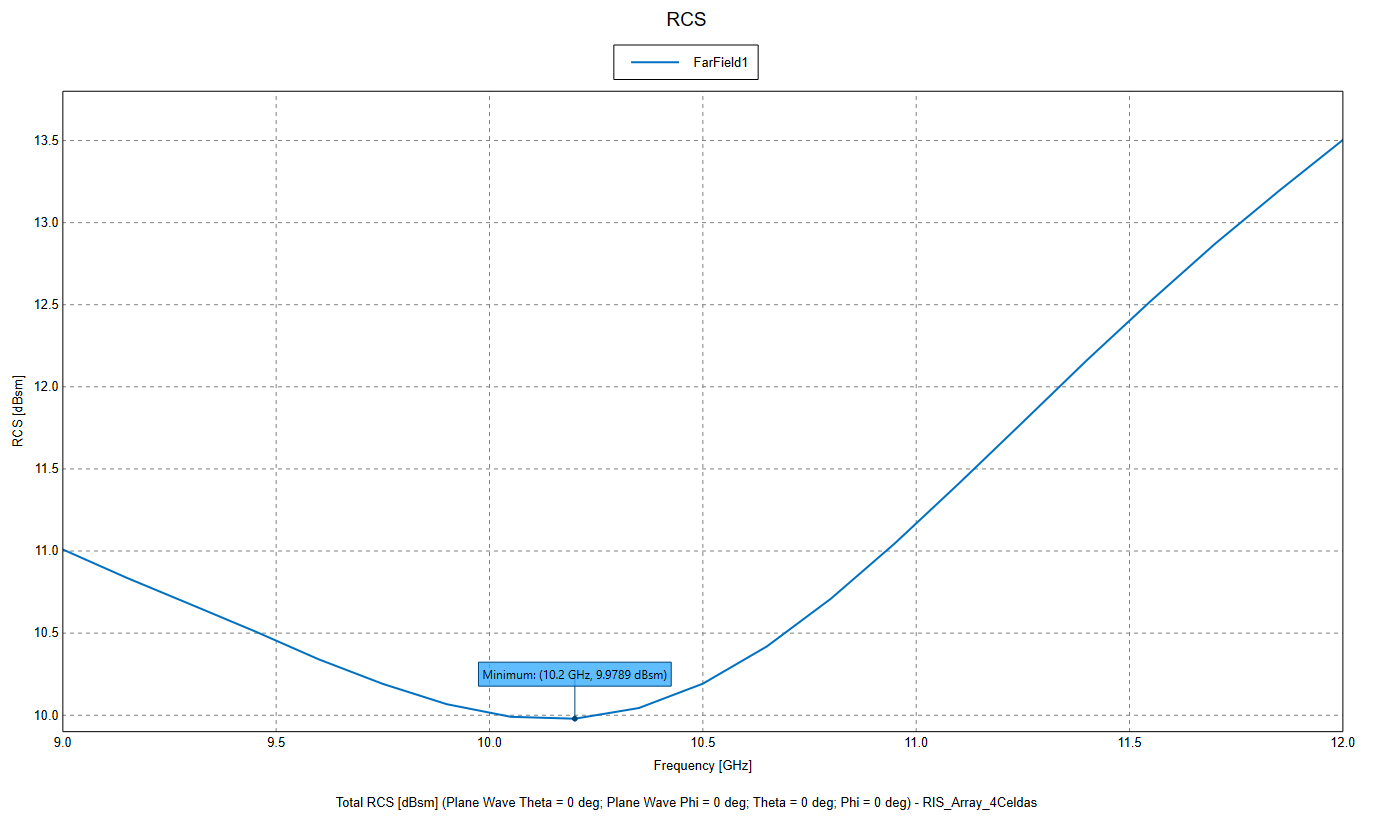 RCS
FarField1
13.5
13.0
12.5
12.0
11.5
11.0
10.5
10.0
RCS [dBsm]
Minimum: (10.2 GHz, 9.9789 dBsm)
9.0 9.5 10.0 10.5 11.0 11.5 12.0
Frequency [GHz]
Total RCS [dBsm] (Plane Wave Theta = 0 deg; Plane Wave Phi = 0 deg; Theta = 0 deg; Phi = 0 deg) - RIS_Array_4Celdas